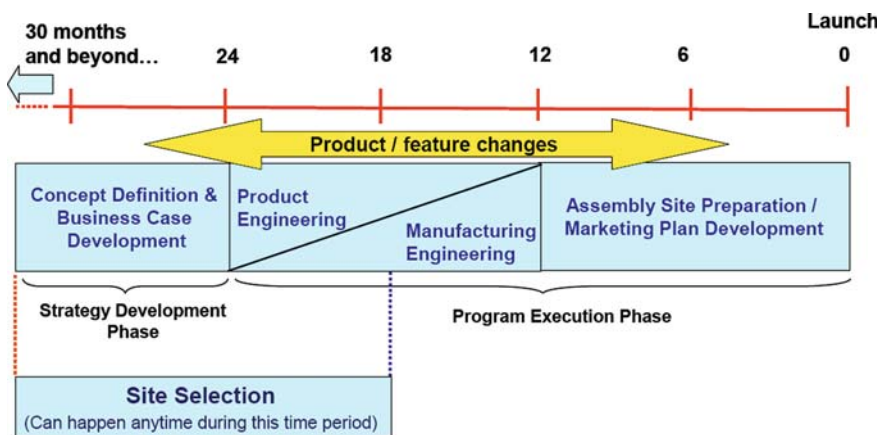 Launch
30 months
and beyond… 24 18 12 6 0
Product / feature changes
Concept Definition &
Business Case
Development
Product
Engineering
Manufacturing
Engineering
Assembly Site Preparation /
Marketing Plan Development
Strategy Development
Phase
Program Execution Phase
Site Selection
(Can happen anytime during this time period)